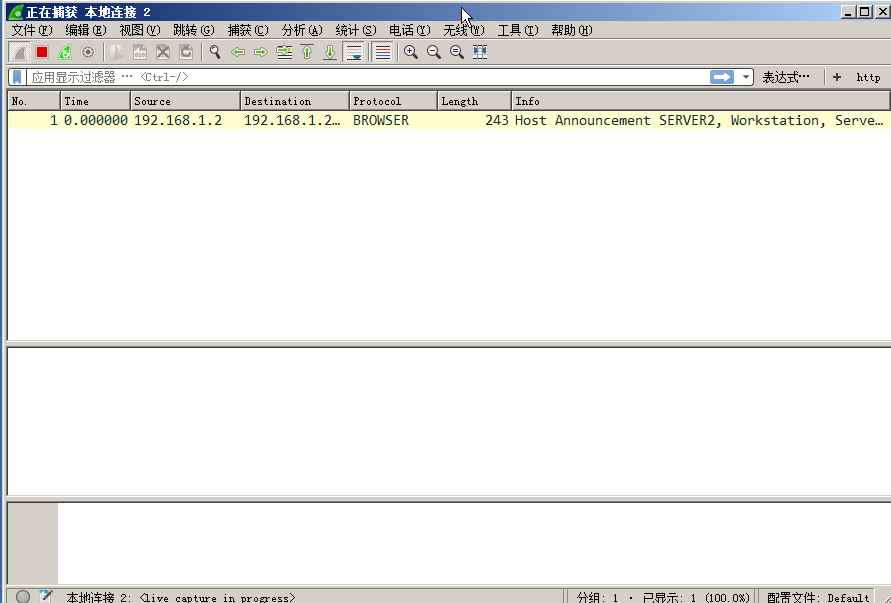 正在捕获 本地连接 2
文件(F) 编辑(E) 视图(V) 跳转(G) 捕获(C) 分析(A) 统计(S) 电话(Y) 无线(W) 工具(T) 帮助(H)
应用显示过滤器 … <Ctrl-/> 表达式… + http
No. Time Source Destination Protocol Length Info
1 0.000000 192.168.1.2 192.168.1.2… BROWSER 243 Host Announcement SERVER2, Workstation, Serve…
本地连接 2: <live capture in progress> 分组: 1 · 已显示: 1 (100.0%) 配置文件: Default